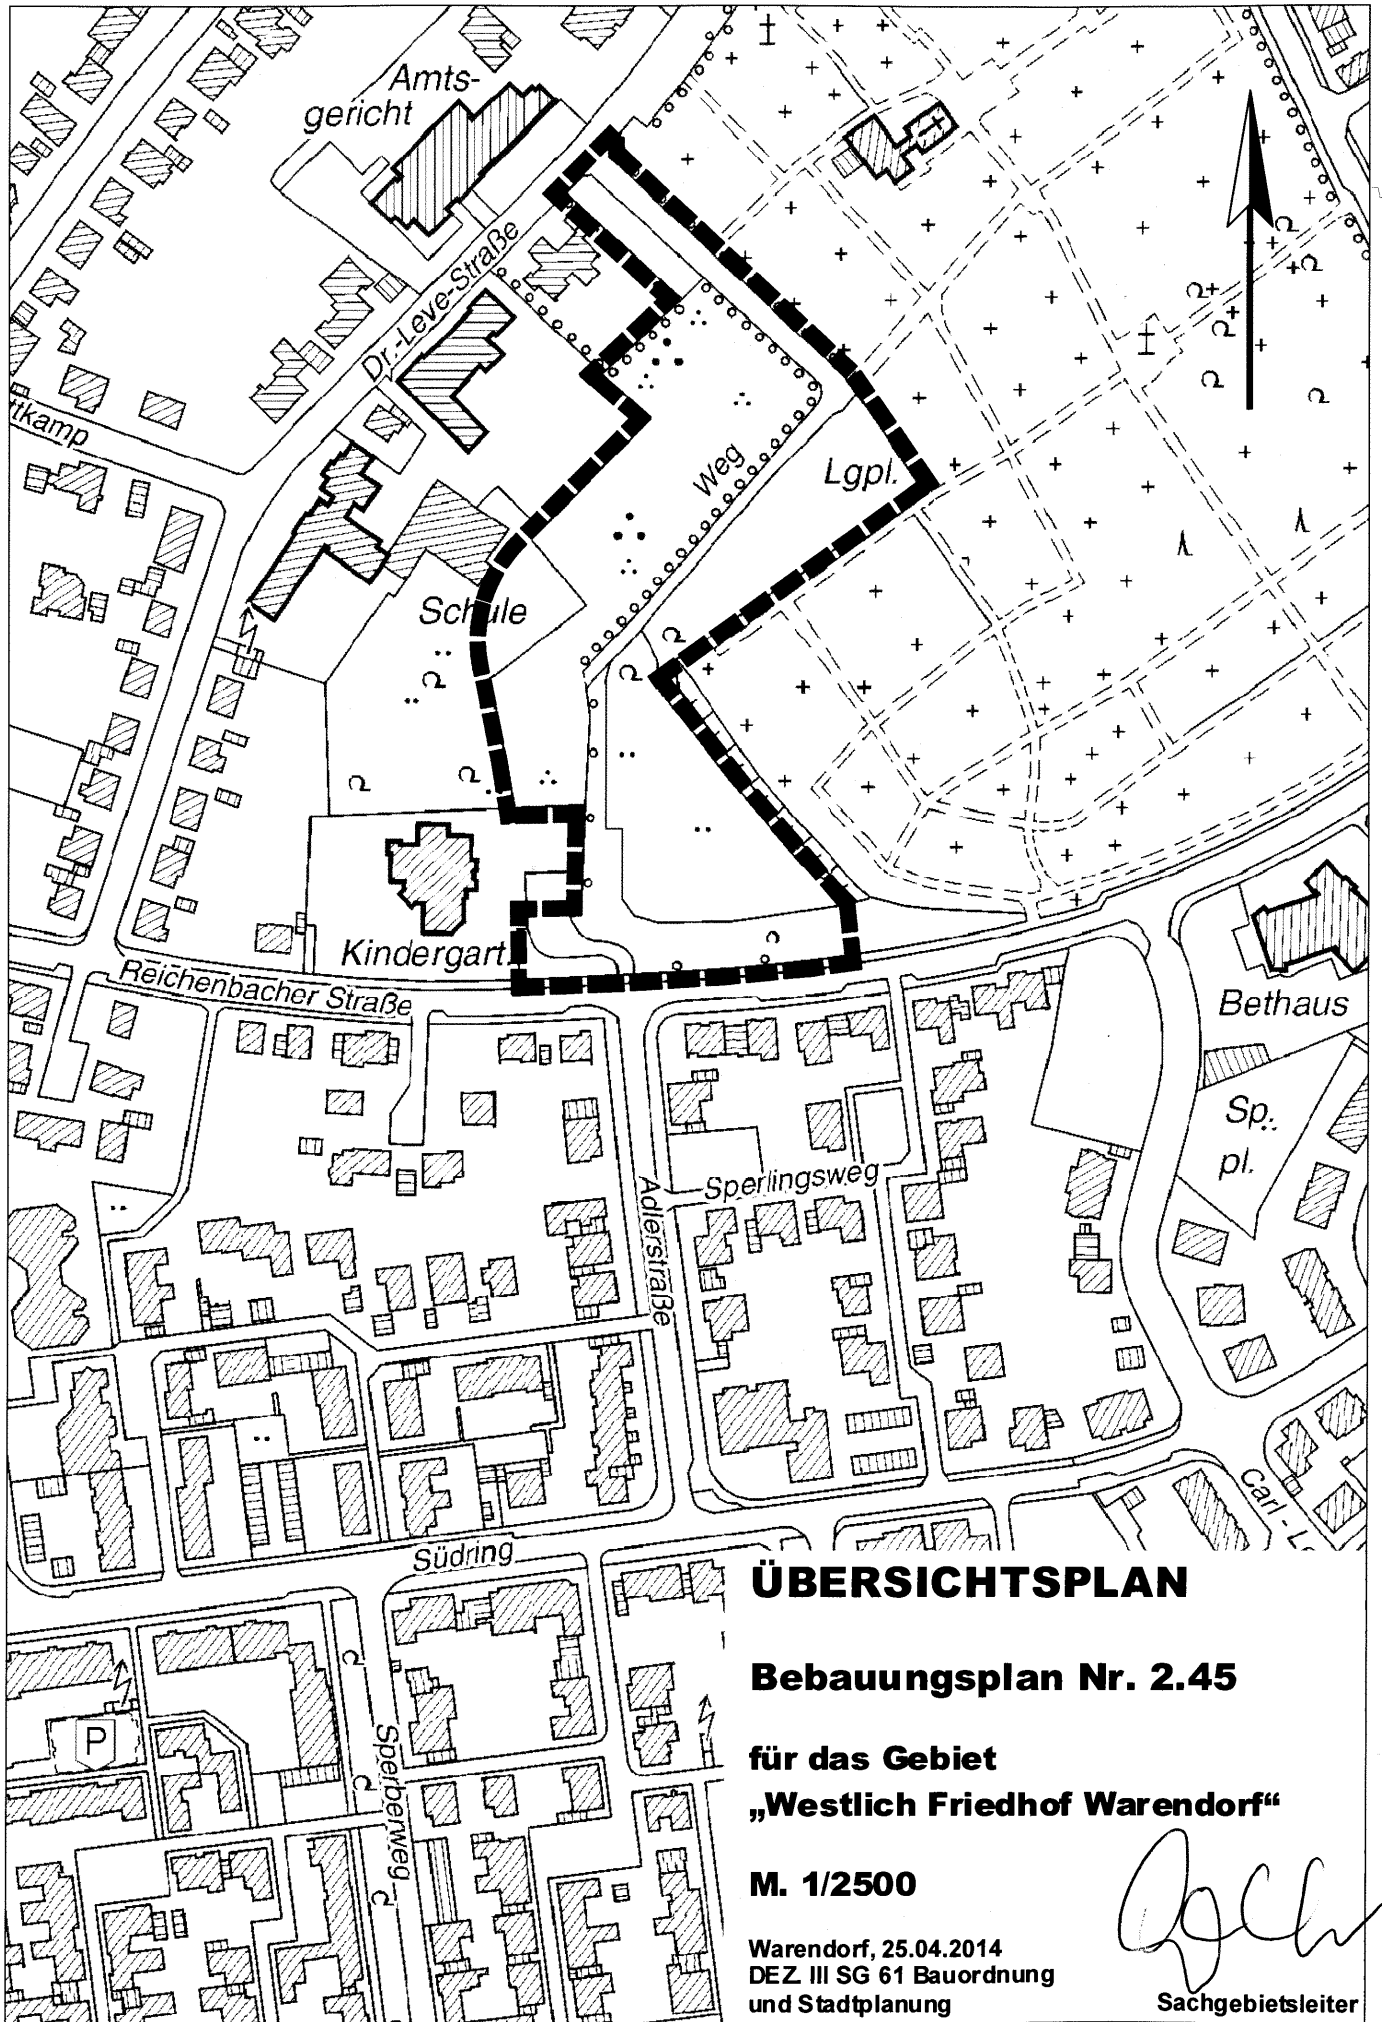 Amts-
gericht
Dr.-Leve-Straße
ttkamp
Weg
Lgpl.
Schule
Kindergart.
Reichenbacher Straße
Bethaus
Sp.
pl.
Sperlingsweg
Adlerstraße
Südring
Carl - Lo
P
Sperberweg
ÜBERSICHTSPLAN
Bebauungsplan Nr. 2.45
für das Gebiet
„Westlich Friedhof Warendorf“
M. 1/2500
Warendorf, 25.04.2014
DEZ. III SG 61 Bauordnung
und Stadtplanung
Sachgebietsleiter